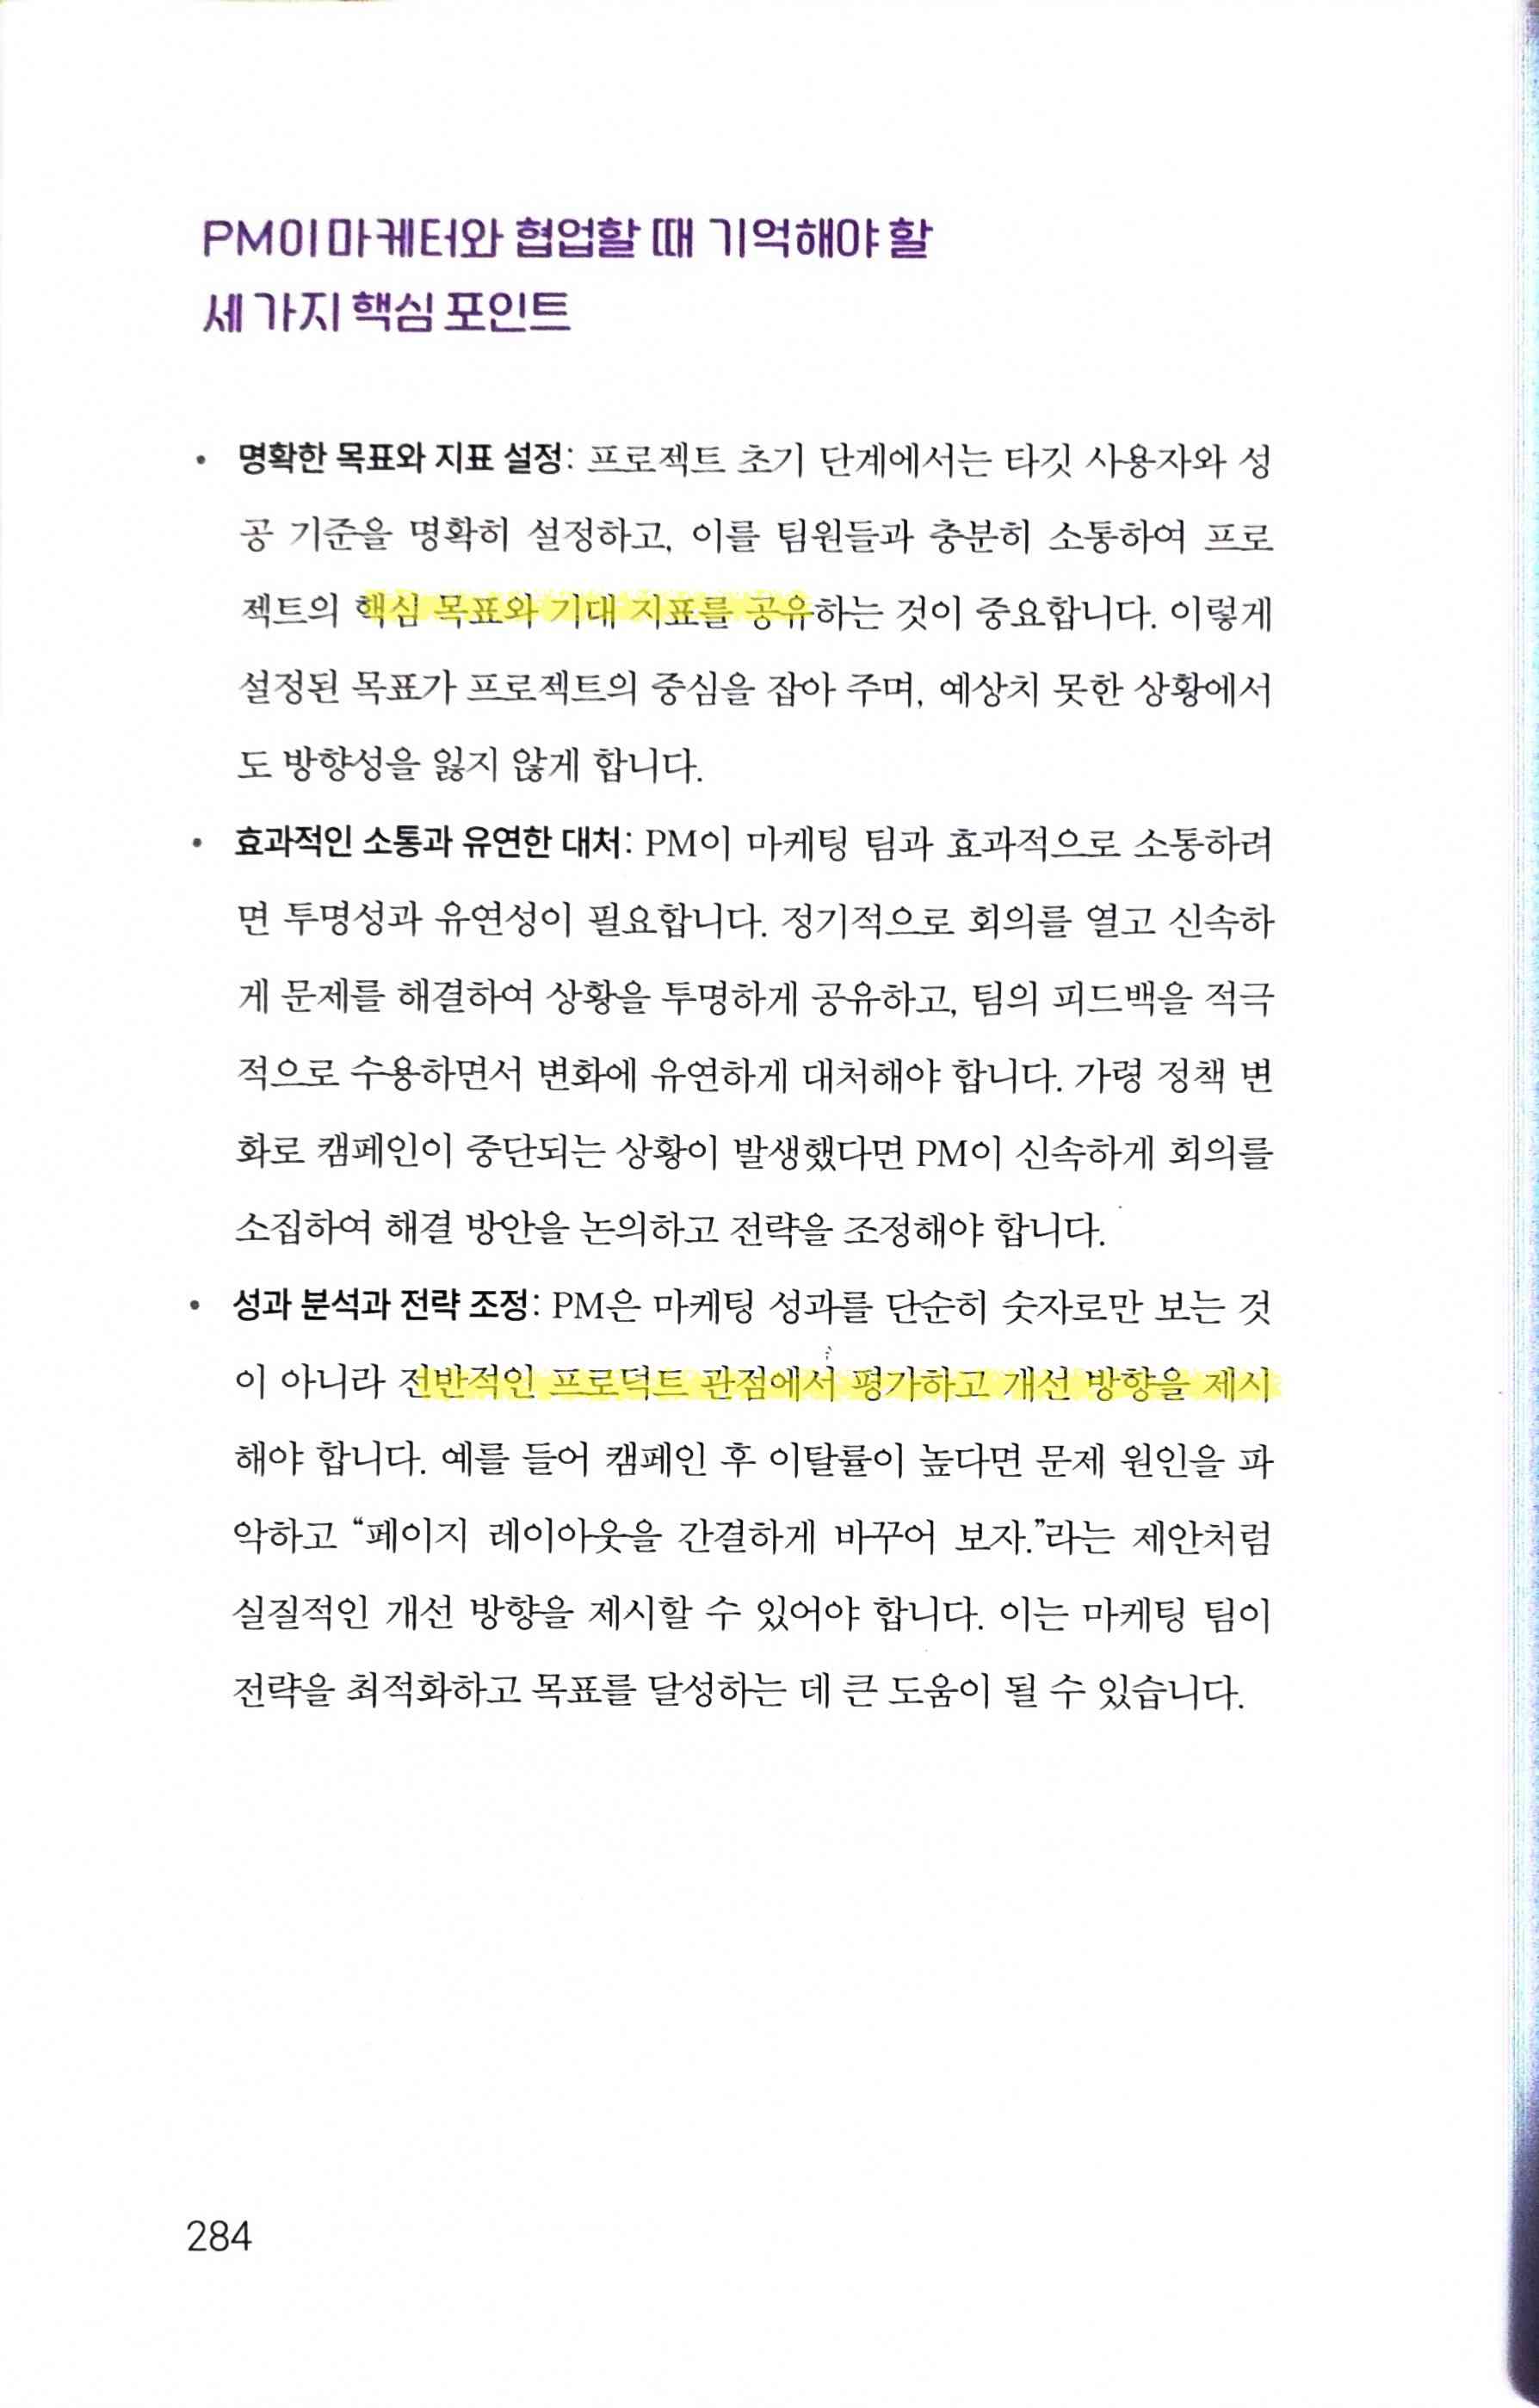 PM이 마케터와 협업할 때 기억해야 할
세 가지 핵심 포인트
• 명확한 목표와 지표 설정: 프로젝트 초기 단계에서는 타깃 사용자와 성
공 기준을 명확히 설정하고, 이를 팀원들과 충분히 소통하여 프로
젝트의 핵심 목표와 기대 지표를 공유하는 것이 중요합니다. 이렇게
설정된 목표가 프로젝트의 중심을 잡아 주며, 예상치 못한 상황에서
도 방향성을 잃지 않게 합니다.
• 효과적인 소통과 유연한 대처: PM이 마케팅 팀과 효과적으로 소통하려
면 투명성과 유연성이 필요합니다. 정기적으로 회의를 열고 신속하
게 문제를 해결하여 상황을 투명하게 공유하고, 팀의 피드백을 적극
적으로 수용하면서 변화에 유연하게 대처해야 합니다. 가령 정책 변
화로 캠페인이 중단되는 상황이 발생했다면 PM이 신속하게 회의를
소집하여 해결 방안을 논의하고 전략을 조정해야 합니다.
• 성과 분석과 전략 조정: PM은 마케팅 성과를 단순히 숫자로만 보는 것
이 아니라 전반적인 프로덕트 관점에서 평가하고 개선 방향을 제시
해야 합니다. 예를 들어 캠페인 후 이탈률이 높다면 문제 원인을 파
악하고 “페이지 레이아웃을 간결하게 바꾸어 보자.”라는 제안처럼
실질적인 개선 방향을 제시할 수 있어야 합니다. 이는 마케팅 팀이
전략을 최적화하고 목표를 달성하는 데 큰 도움이 될 수 있습니다.
284